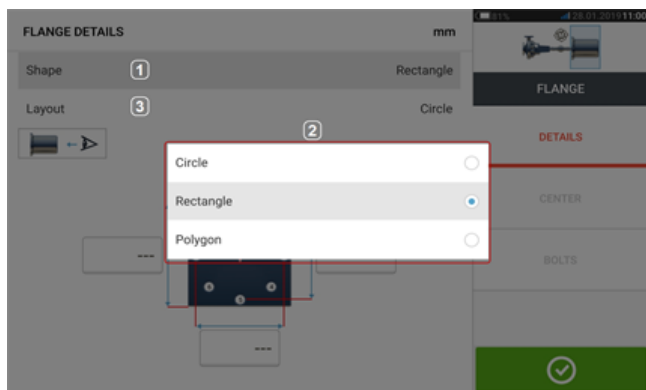 81% 28.01.2019 11:00
FLANGE DETAILS mm
Shape 1 Rectangle
Layout 3 Circle
2
Circle
Rectangle
Polygon
---
---
FLANGE
DETAILS
CENTER
BOLTS